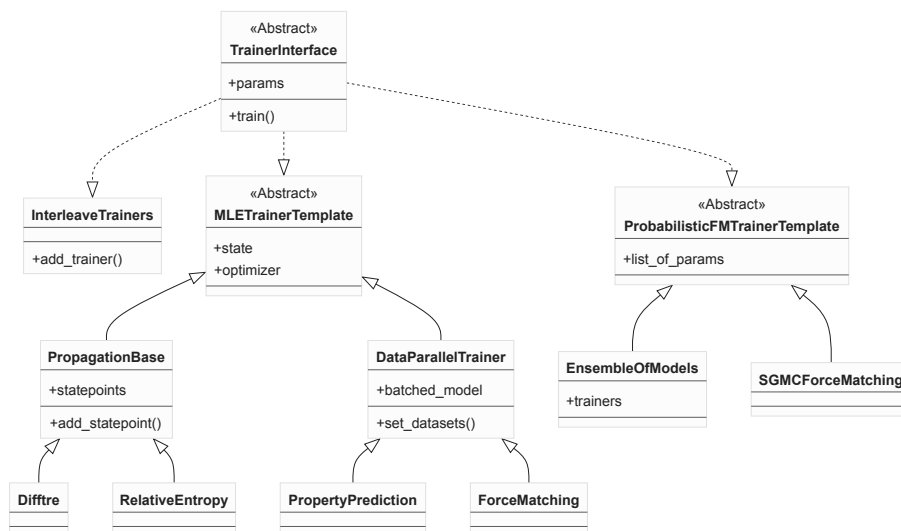 «Abstract»
TrainerInterface
+params
+train()
InterleaveTrainers
+add_trainer()
«Abstract»
MLETrainerTemplate
+state
+optimizer
«Abstract»
ProbabilisticFMTrainerTemplate
+list_of_params
PropagationBase
+statepoints
+add_statepoint()
DataParallelTrainer
+batched_model
+set_datasets()
EnsembleOfModels
+trainers
SGMCForceMatching
Difftre
RelativeEntropy
PropertyPrediction
ForceMatching